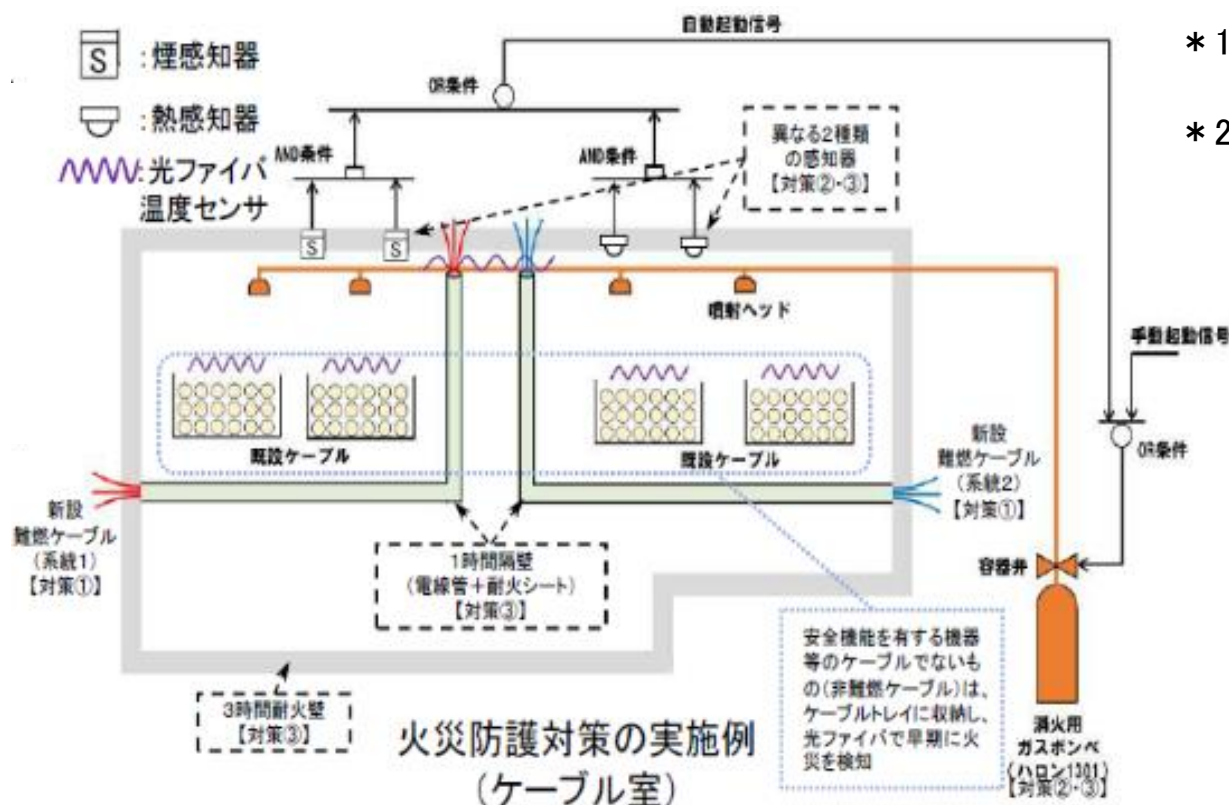 自動起動信号
*1
S :煙感知器
OR条件
:熱感知器
*2
AND条件
AND条件
異なる2種類
の感知器
【対策②・③】
:光ファイバ
温度センサ
S
S
噴射ヘッド
手動起動信号
OR条件
既設ケーブル
既設ケーブル
新設
難燃ケーブル
(系統2)
【対策①】
新設
難燃ケーブル
(系統1)
【対策①】
1時間隔壁
(電線管+耐火シート)
【対策③】
容器弁
安全機能を有する機器
等のケーブルでないも
の(非難燃ケーブル)は、
ケーブルトレイに収納し、
光ファイバで早期に火
災を検知
3時間耐火壁
【対策③】
消火用
ガスボンベ
(ハロン1301)
【対策②・③】
火災防護対策の実施例
(ケーブル室)